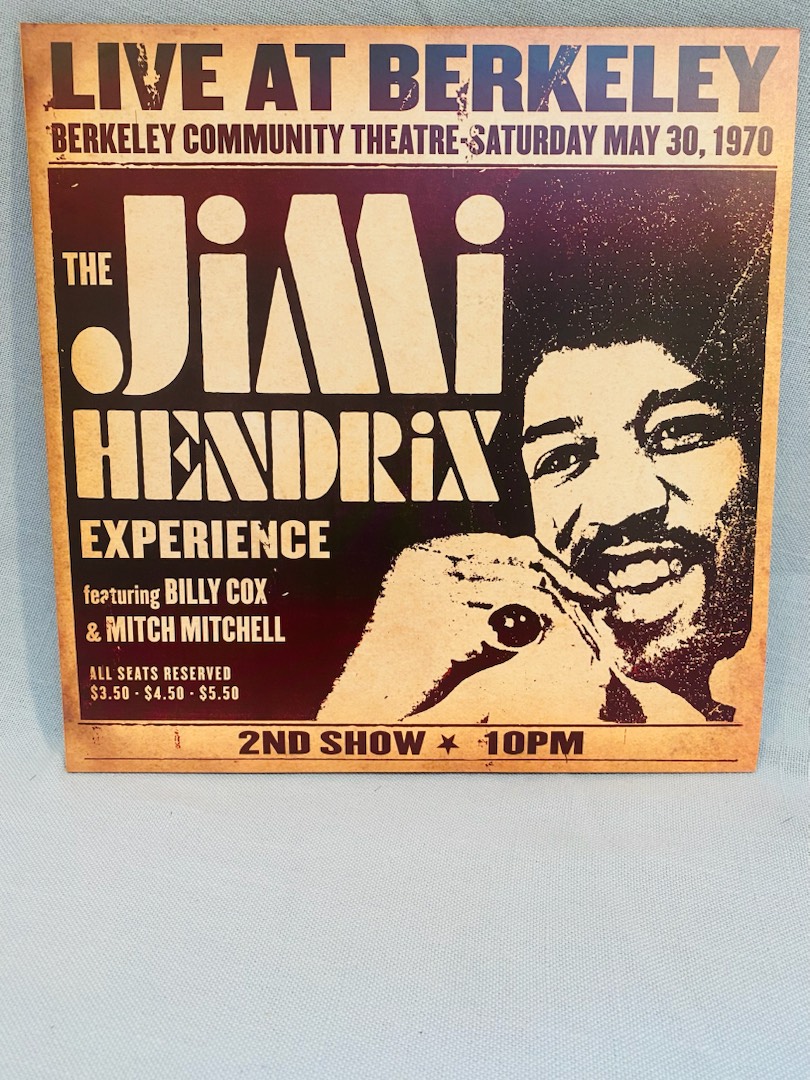 LIVE AT BERKELEY
BERKELEY COMMUNITY THEATRE-SATURDAY MAY 30, 1970
THE JiMi
HENDRiX
EXPERIENCE
featuring BILLY COX
& MITCH MITCHELL
ALL SEATS RESERVED
$3.50 · $4.50 · $5.50
2ND SHOW ★ 10PM